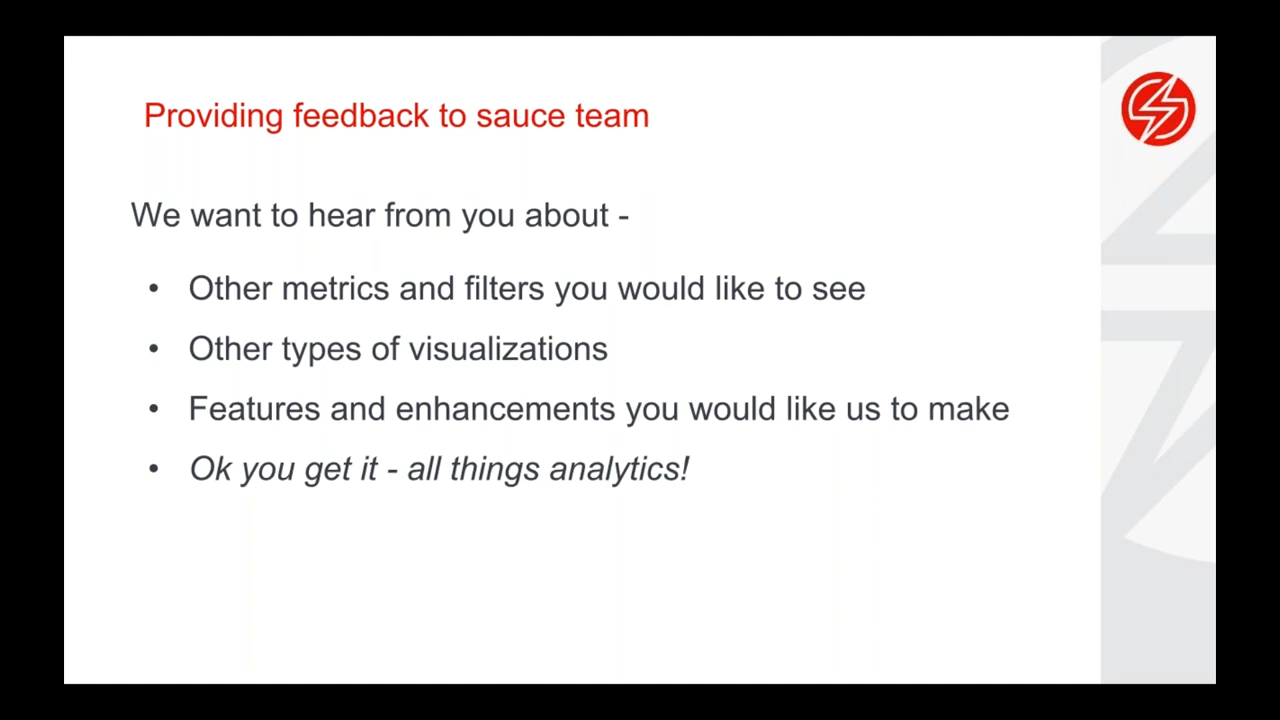 Providing feedback to sauce team
We want to hear from you about -
• Other metrics and filters you would like to see
• Other types of visualizations
• Features and enhancements you would like us to make
• Ok you get it - all things analytics!